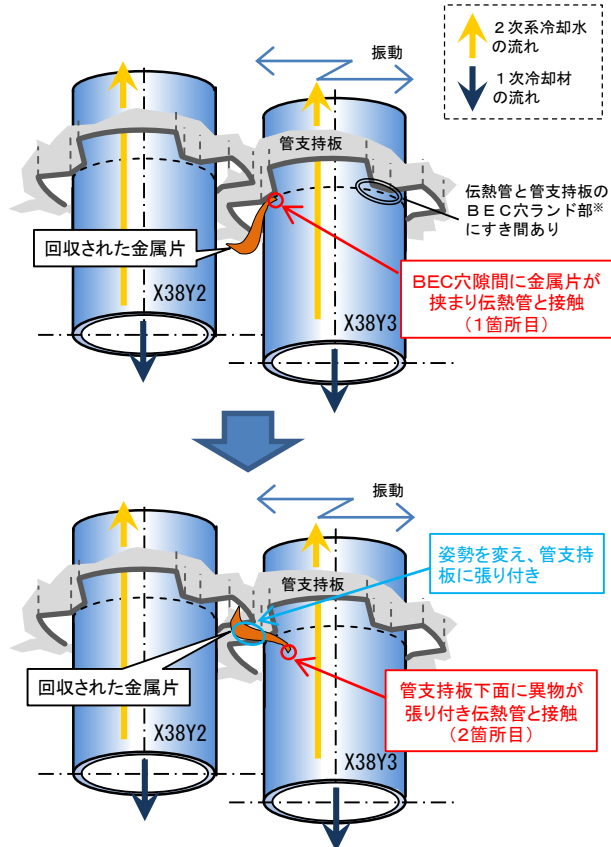 ２次系冷却水
の流れ
１次冷却材
の流れ
振動
管支持板
伝熱管と管支持板の
ＢＥＣ穴ランド部※
にすき間あり
回収された金属片
X38Y2
X38Y3
BEC穴隙間に金属片が
挟まり伝熱管と接触
（１箇所目）
振動
姿勢を変え、管支持
板に張り付き
管支持板
回収された金属片
X38Y2
X38Y3
管支持板下面に異物が
張り付き伝熱管と接触
（２箇所目）